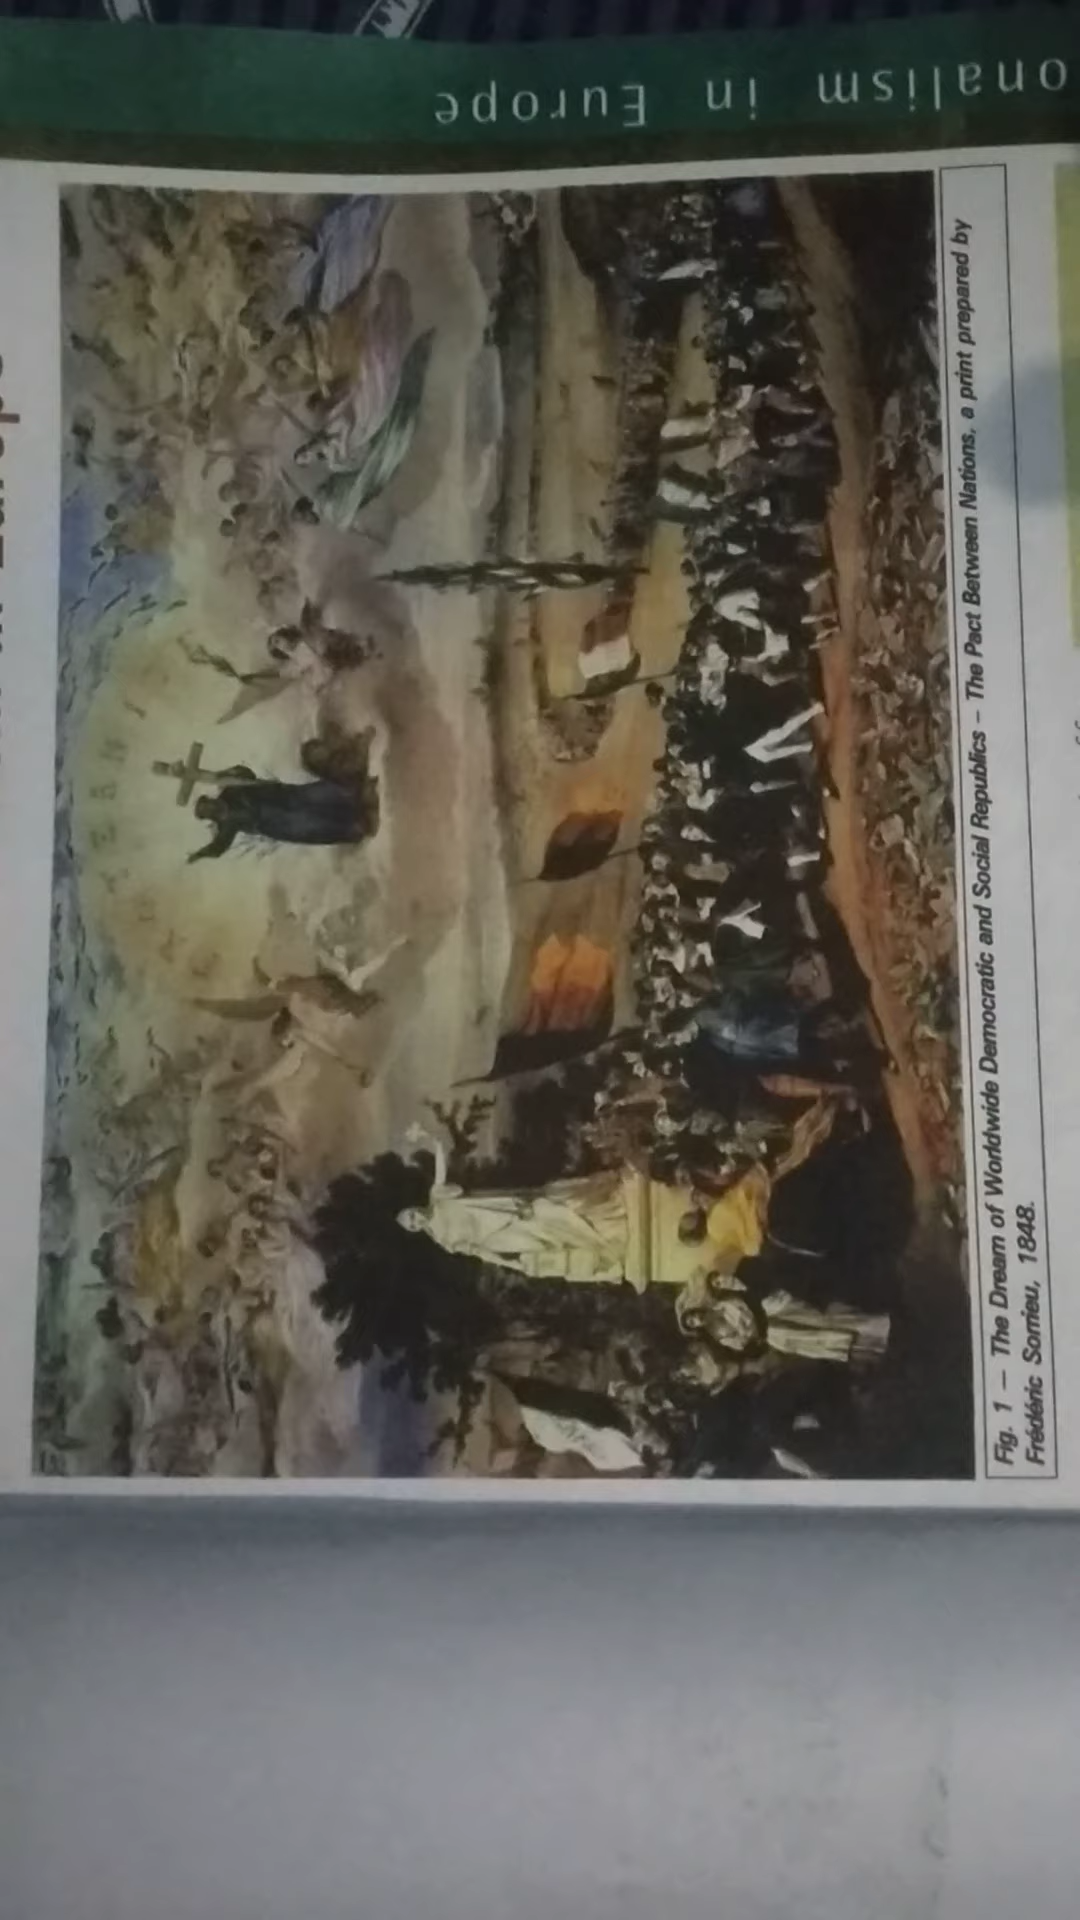 onalism in Europe
Fig. 1 — The Dream of Worldwide Democratic and Social Republics – The Pact Between Nations, a print prepared by
Frédéric Sorrieu, 1848.